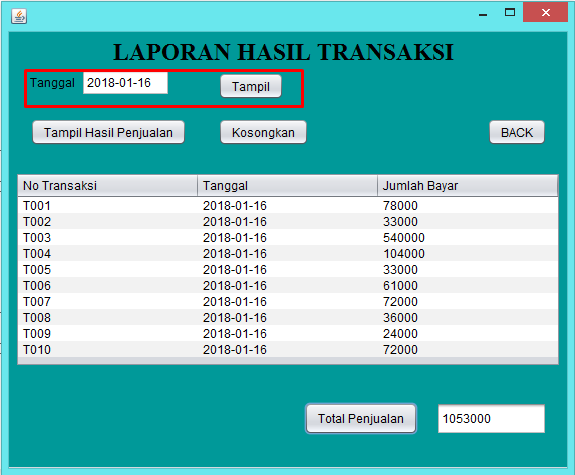 LAPORAN HASIL TRANSAKSI
Tanggal 2018-01-16 Tampil
Tampil Hasil Penjualan Kosongkan BACK
No Transaksi Tanggal Jumlah Bayar
T001 2018-01-16 78000
T002 2018-01-16 33000
T003 2018-01-16 540000
T004 2018-01-16 104000
T005 2018-01-16 33000
T006 2018-01-16 61000
T007 2018-01-16 72000
T008 2018-01-16 36000
T009 2018-01-16 24000
T010 2018-01-16 72000
Total Penjualan 1053000